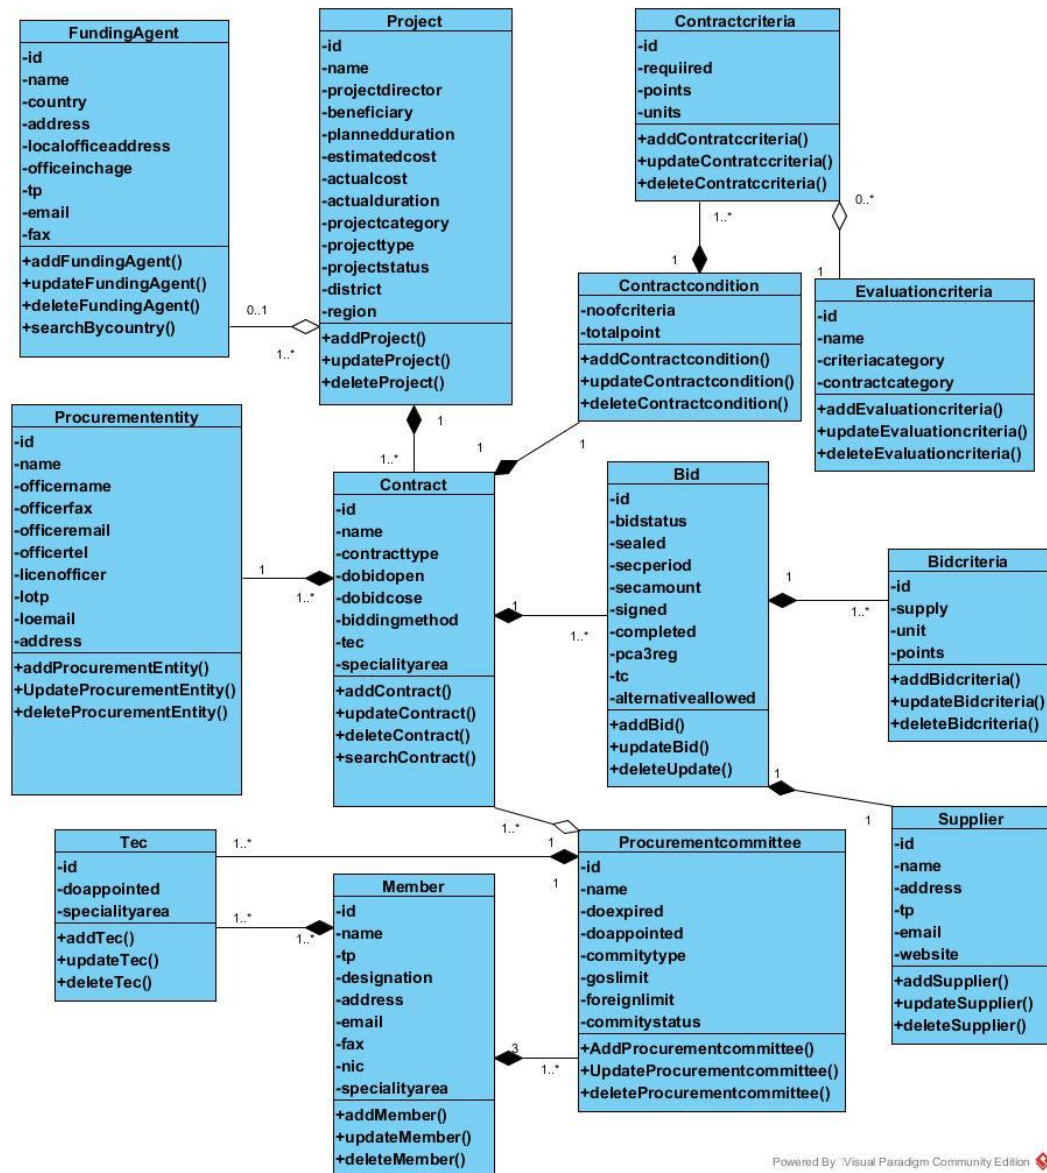 FundingAgent
-id
-name
-country
-address
-localofficeaddress
-officeinchage
-tp
-email
-fax
+addFundingAgent()
+updateFundingAgent()
+deleteFundingAgent()
+searchBycountry()
0..1
1..*
Project
-id
-name
-projectdirector
-beneficiary
-plannedduration
-estimatedcost
-actualcost
-actualduration
-projectcategory
-projecttype
-projectstatus
-district
-region
+addProject()
+updateProject()
+deleteProject()
1
1..*
Contractcriteria
-id
-requiired
-points
-units
+addContratccriteria()
+updateContratccriteria()
+deleteContratccriteria()
1..*
1
0..*
1
Contractcondition
-noofcriteria
-totalpoint
+addContractcondition()
+updateContractcondition()
+deleteContractcondition()
1
1
Evaluationcriteria
-id
-name
-criteriacategory
-contractcategory
+addEvaluationcriteria()
+updateEvaluationcriteria()
+deleteEvaluationcriteria()
Procuremententity
-id
-name
-officername
-officerfax
-officeremail
-officertel
-licenofficer
-lotp
-loemail
-address
+addProcurementEntity()
+UpdateProcurementEntity()
+deleteProcurementEntity()
1
1..*
Contract
-id
-name
-contracttype
-dobidopen
-dobidcose
-biddingmethod
-tec
-specialityarea
+addContract()
+updateContract()
+deleteContract()
+searchContract()
1
1..*
Bid
-id
-bidstatus
-sealed
-secperiod
-secamount
-signed
-completed
-pca3reg
-tc
-alternativeallowed
+addBid()
+updateBid()
+deleteUpdate()
1
1..*
Bidcriteria
-id
-supply
-unit
-points
+addBidcriteria()
+updateBidcriteria()
+deleteBidcriteria()
1
1
Supplier
-id
-name
-address
-tp
-email
-website
+addSupplier()
+updateSupplier()
+deleteSupplier()
1..*
1
Tec
-id
-doappointed
-specialityarea
+addTec()
+updateTec()
+deleteTec()
1..*
1
1..*
1..*
Member
-id
-name
-tp
-designation
-address
-email
-fax
-nic
-specialityarea
+addMember()
+updateMember()
+deleteMember()
3
1..*
Procurementcommittee
-id
-name
-doexpired
-doappointed
-commitytype
-goslimit
-foreignlimit
-commitystatus
+AddProcurementcommittee()
+UpdateProcurementcommittee()
+deleteProcurementcommittee()
Powered By Visual Paradigm Community Edition